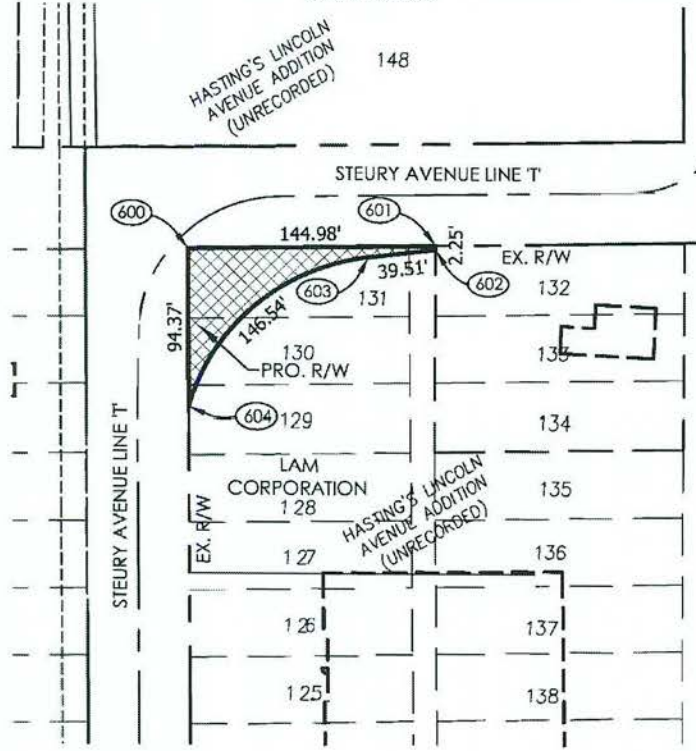 HASTING'S LINCOLN
AVENUE ADDITION
(UNRECORDED)
148
STEURY AVENUE LINE 'T'
600
601
144.98'
2.25'
EX. R/W
602
39.51'
603
131
132
94.37'
146.54'
130
133
PRO. R/W
604
129
134
LAM
CORPORATION
128
135
HASTING'S LINCOLN
AVENUE ADDITION
(UNRECORDED)
STEURY AVENUE LINE 'T'
EX. R/W
127
136
126
137
125
138